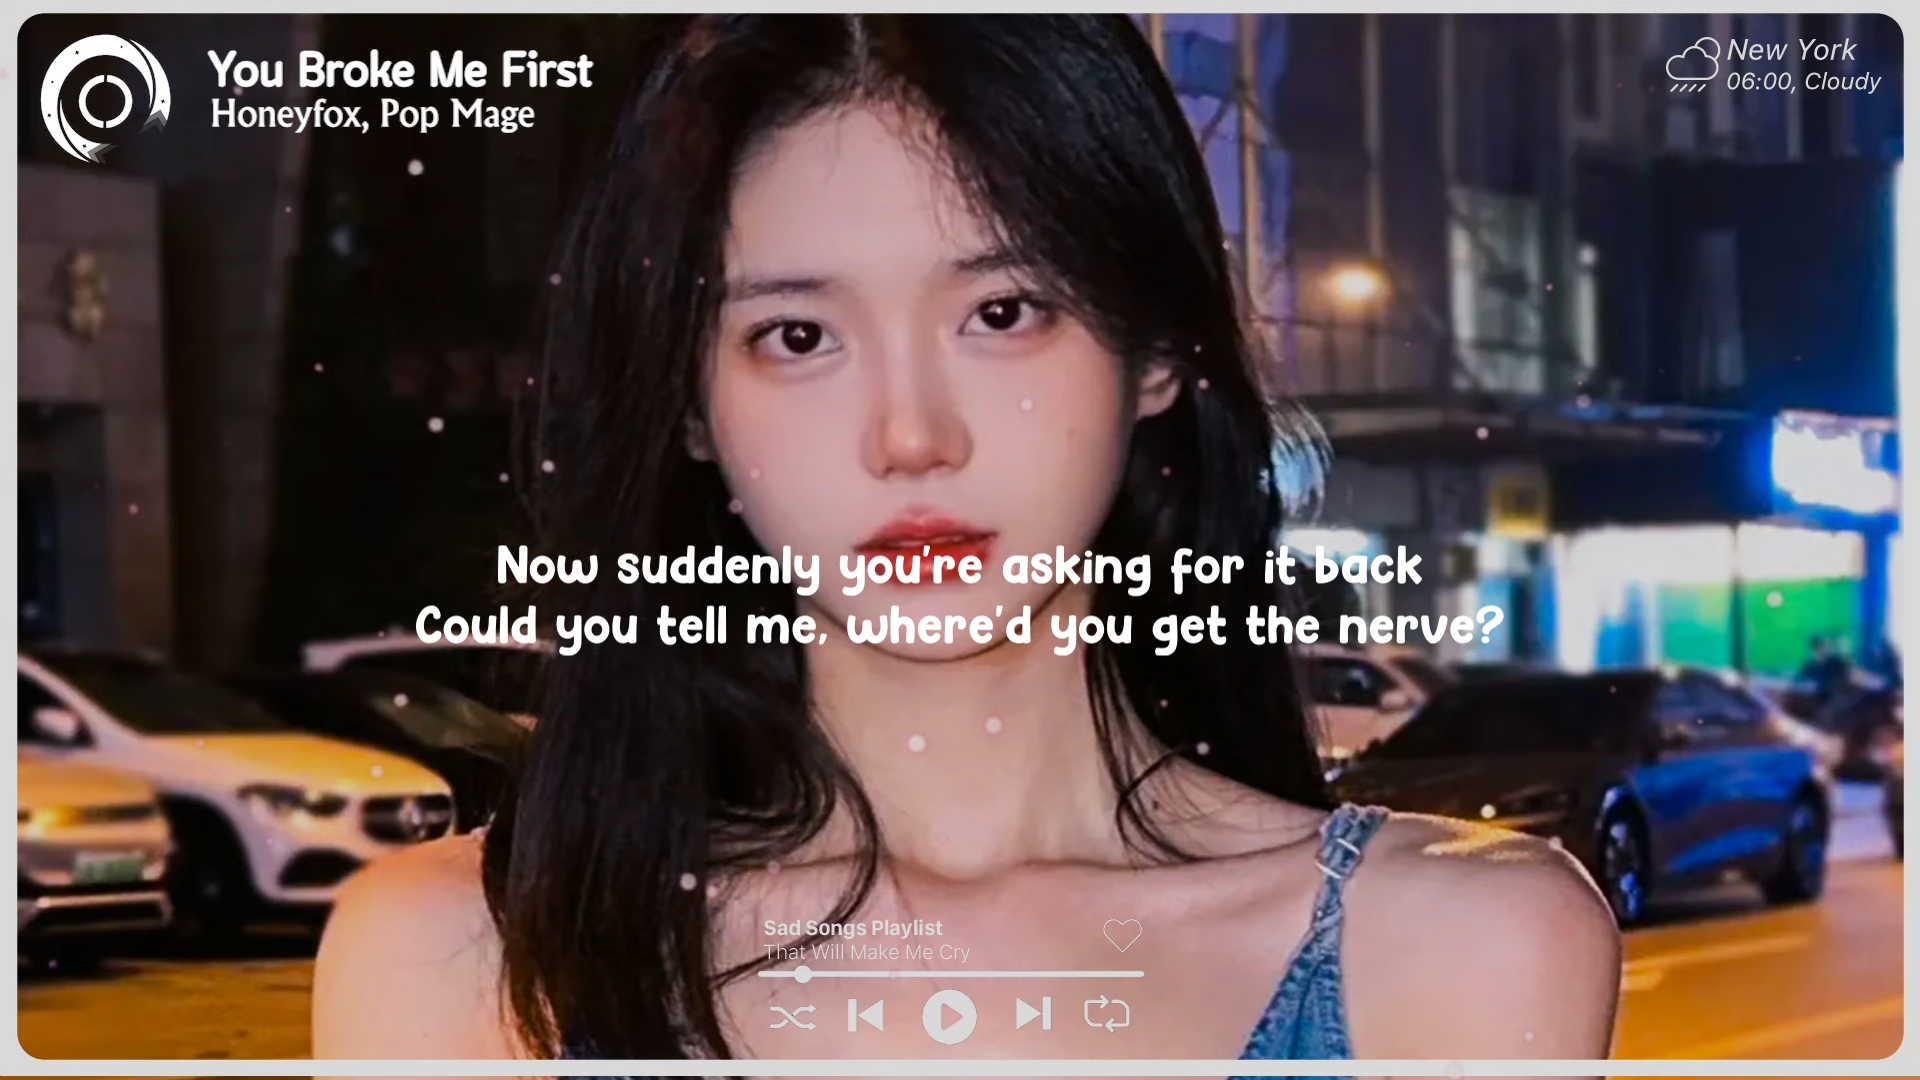 You Broke Me First
Honeyfox, Pop Mage
New York
06:00, Cloudy
Now suddenly you're asking for it back
Could you tell me, where'd you get the nerve?
Sad Songs Playlist
That Will Make Me Cry